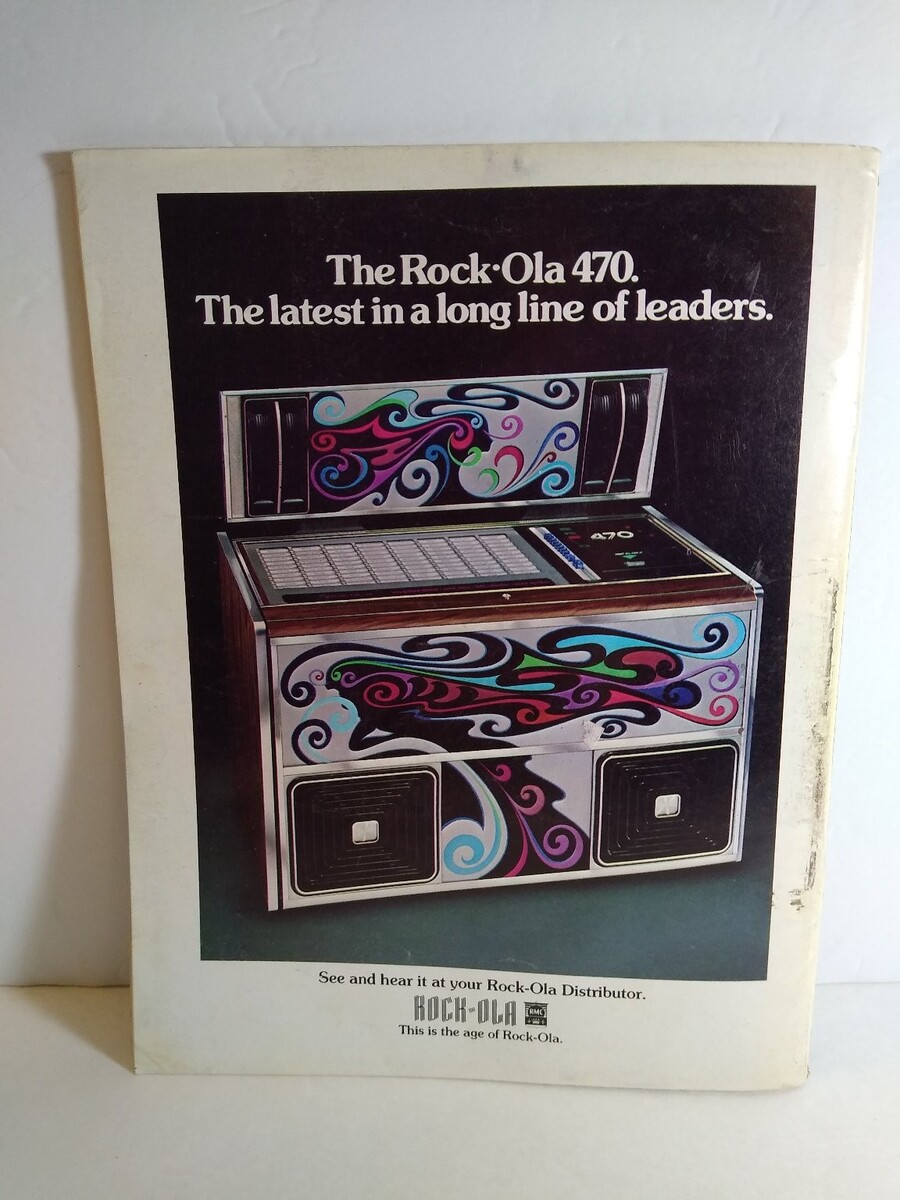 The Rock·Ola 470.
The latest in a long line of leaders.
470
See and hear it at your Rock-Ola Distributor.
ROCK-OLA RMC
This is the age of Rock-Ola.